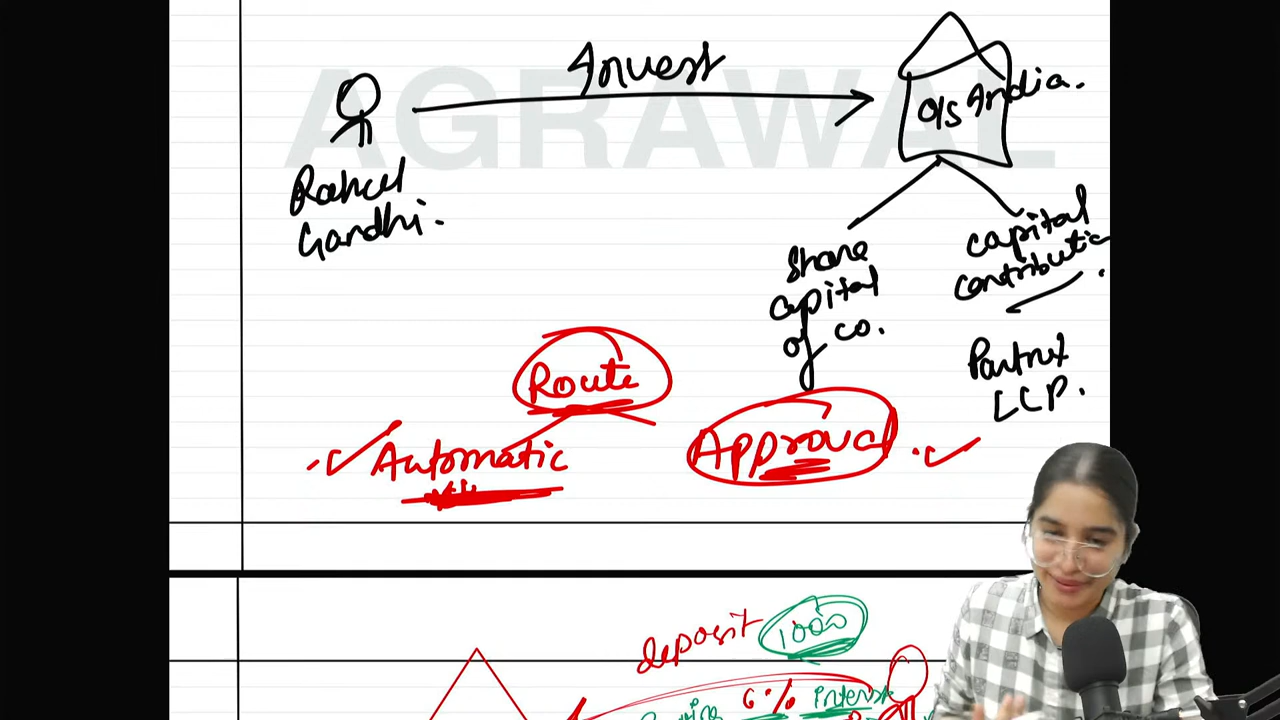 AGRAWAL
Invest
o/s India.
Rahul
Gandhi.
Share
capital
of co.
capital
contribution
Partner
LLP.
Route
Automatic
Approval
deposit 1000
6% interest